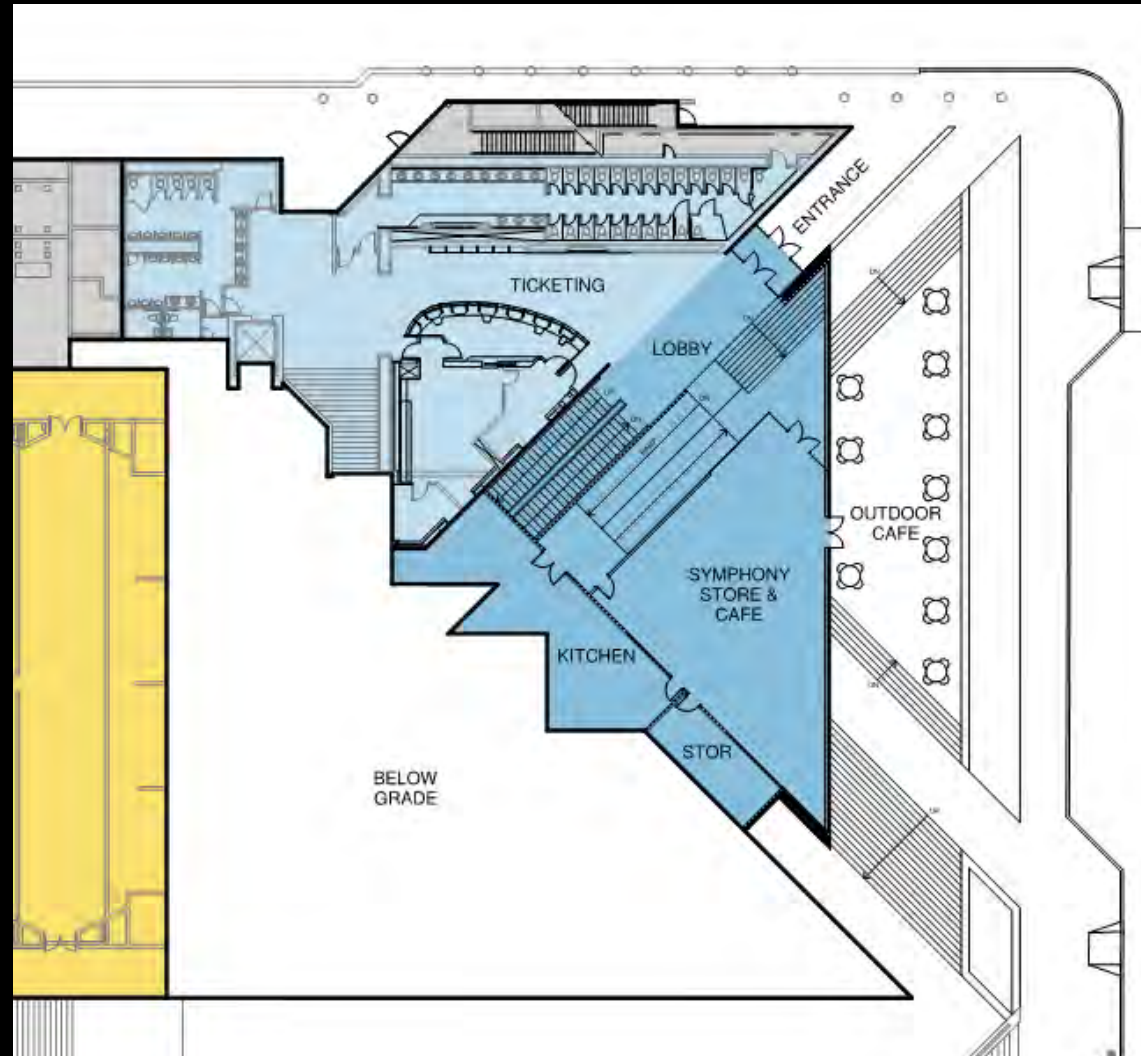 ENTRANCE
TICKETING
LOBBY
OUTDOOR
CAFE
SYMPHONY
STORE &
CAFE
KITCHEN
STOR
BELOW
GRADE